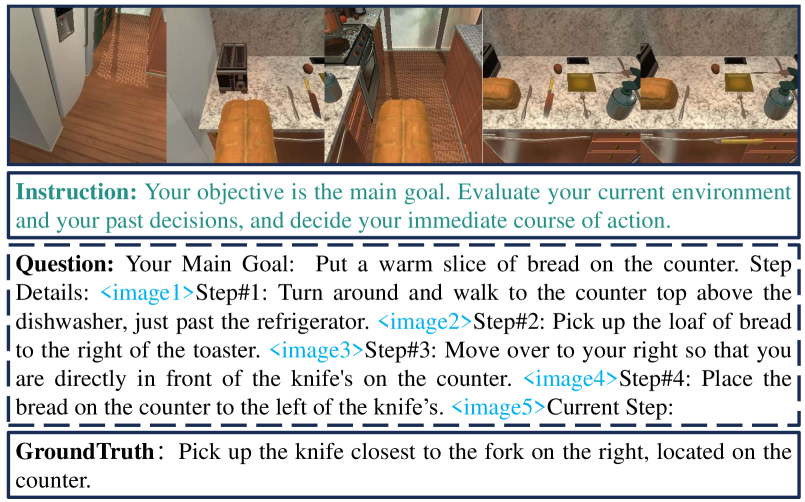 Instruction: Your objective is the main goal. Evaluate your current environment
and your past decisions, and decide your immediate course of action.
Question: Your Main Goal: Put a warm slice of bread on the counter. Step
Details: <image1>Step#1: Turn around and walk to the counter top above the
dishwasher, just past the refrigerator. <image2>Step#2: Pick up the loaf of bread
to the right of the toaster. <image3>Step#3: Move over to your right so that you
are directly in front of the knife's on the counter. <image4>Step#4: Place the
bread on the counter to the left of the knife’s. <image5>Current Step:
GroundTruth: Pick up the knife closest to the fork on the right, located on the
counter.